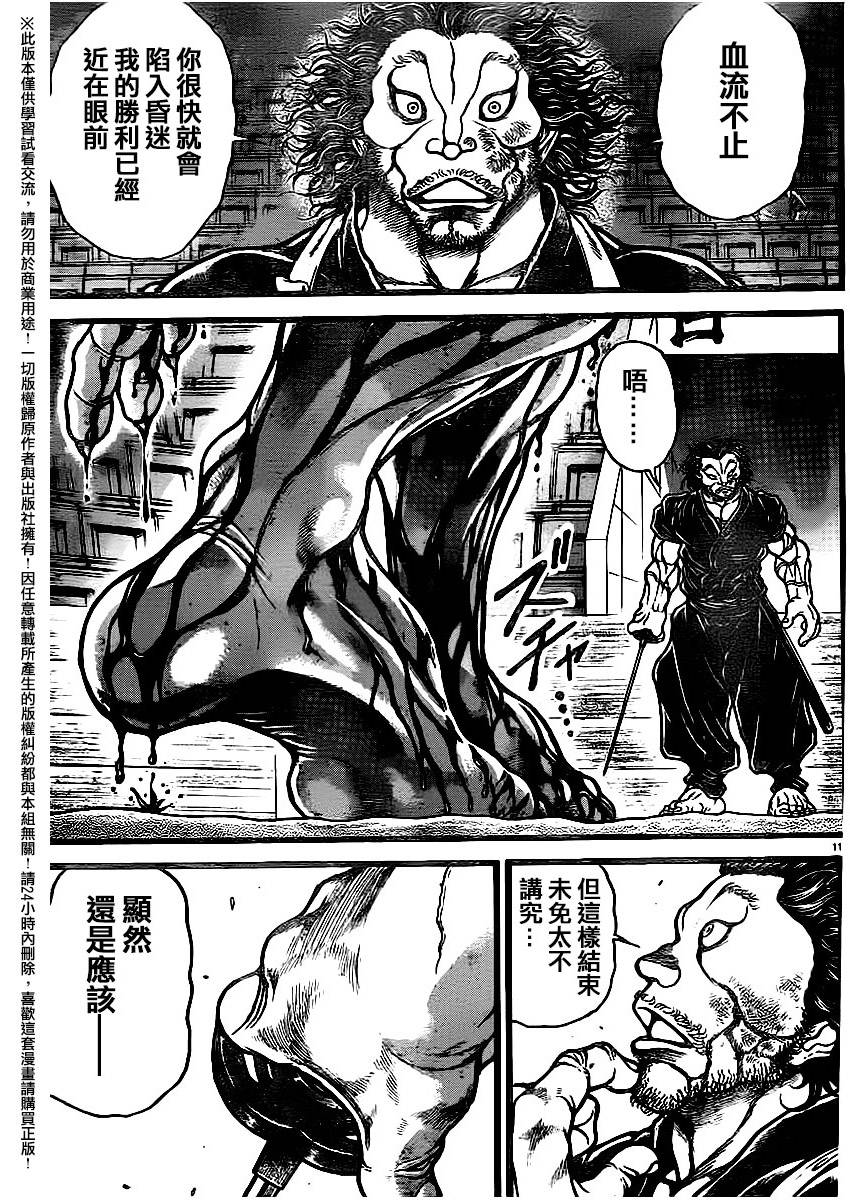 血流不止
你很快就會
陷入昏迷
我的勝利已經
近在眼前
唔……
ズ
チャ…
11
但這樣結束
未免太不
講究…
顯然
還是應該——
※此版本僅供學習試看交流，請勿用於商業用途！一切版權歸原作者與出版社擁有！因任意轉載所產生的版權糾紛都與本組無關！請24小時內刪除，喜歡這套漫畫請購買正版！